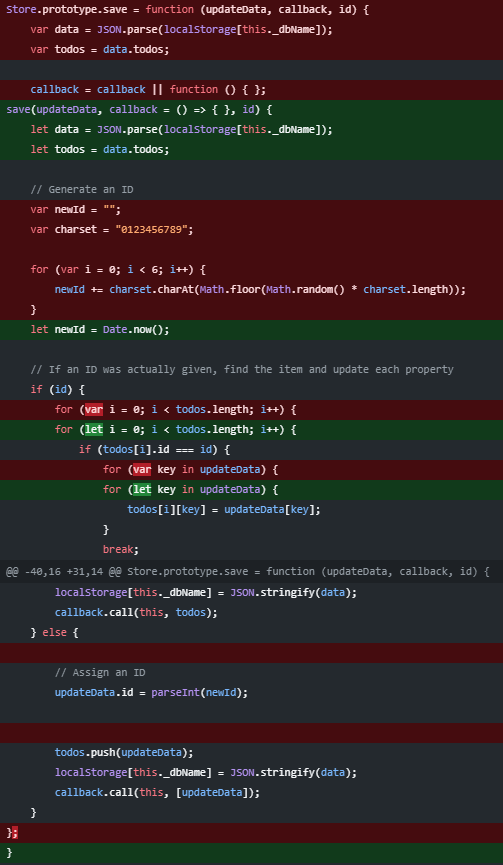 Store.prototype.save = function (updateData, callback, id) {
    var data = JSON.parse(localStorage[this._dbName]);
    var todos = data.todos;
    callback = callback || function () { };
save(updateData, callback = () => { }, id) {
    let data = JSON.parse(localStorage[this._dbName]);
    let todos = data.todos;
    // Generate an ID
    var newId = "";
    var charset = "0123456789";
    for (var i = 0; i < 6; i++) {
        newId += charset.charAt(Math.floor(Math.random() * charset.length));
    }
    let newId = Date.now();
    // If an ID was actually given, find the item and update each property
    if (id) {
        for (var i = 0; i < todos.length; i++) {
        for (let i = 0; i < todos.length; i++) {
            if (todos[i].id === id) {
                for (var key in updateData) {
                for (let key in updateData) {
                    todos[i][key] = updateData[key];
                }
                break;
@@ -40,16 +31,14 @@ Store.prototype.save = function (updateData, callback, id) {
        localStorage[this._dbName] = JSON.stringify(data);
        callback.call(this, todos);
    } else {
        // Assign an ID
        updateData.id = parseInt(newId);
        todos.push(updateData);
        localStorage[this._dbName] = JSON.stringify(data);
        callback.call(this, [updateData]);
    }
};
}